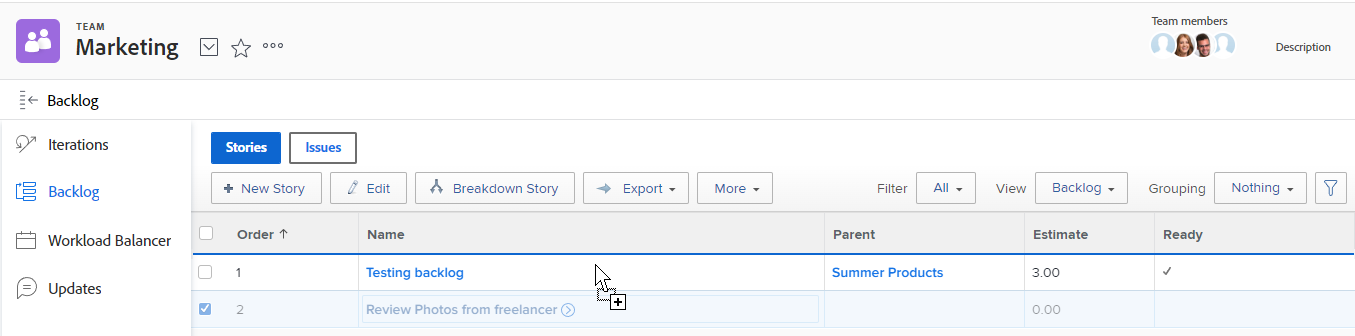 TEAM
Marketing
Team members
Description
Backlog
Iterations
Backlog
Workload Balancer
Updates
Stories Issues
New Story Edit Breakdown Story Export More Filter All View Backlog Grouping Nothing
Order Name Parent Estimate Ready
1 Testing backlog Summer Products 3.00
2 Review Photos from freelancer 0.00